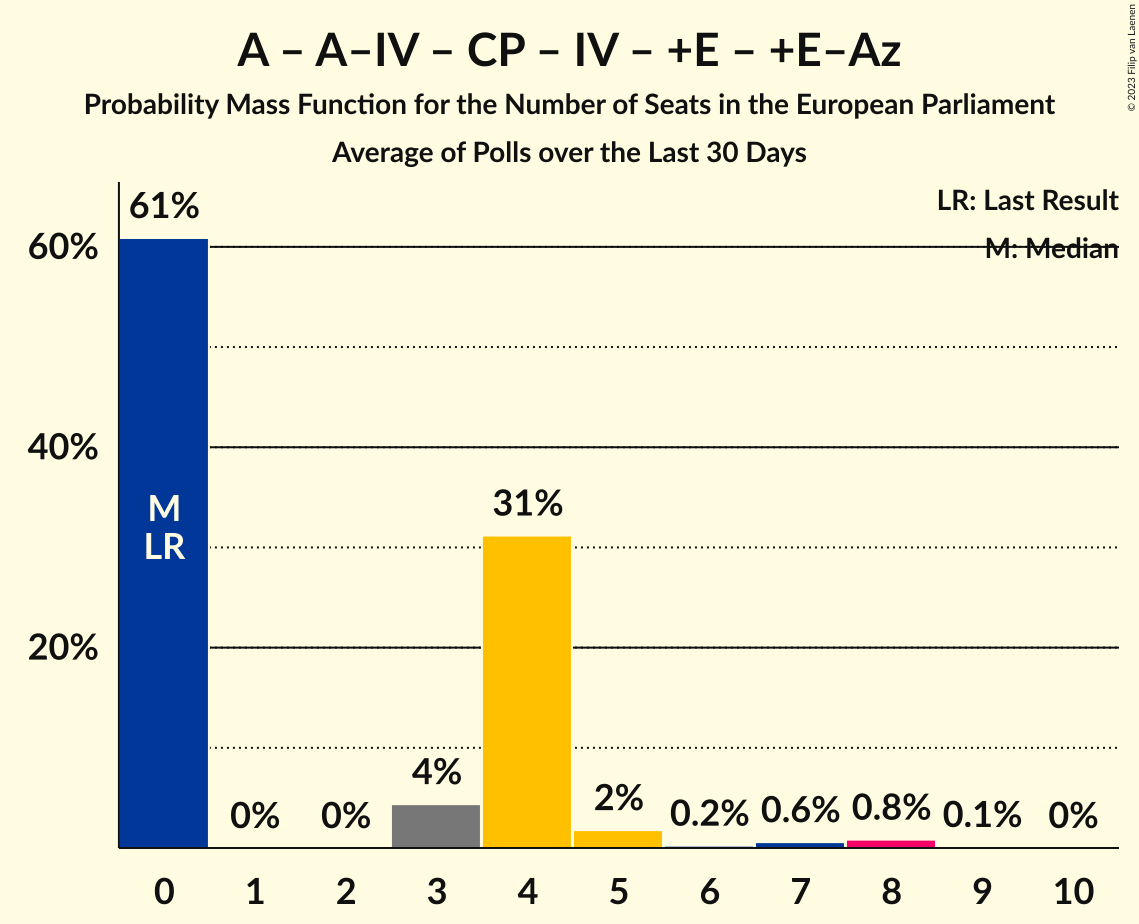 A – A–IV – CP – IV – +E – +E–Az
Probability Mass Function for the Number of Seats in the European Parliament
Average of Polls over the Last 30 Days
© 2023 Filip van Laenen
LR: Last Result
M: Median
61%
60%
40%
20%
M
LR
0%
0%
4%
31%
2%
0.2%
0.6%
0.8%
0.1%
0%
0 1 2 3 4 5 6 7 8 9 10